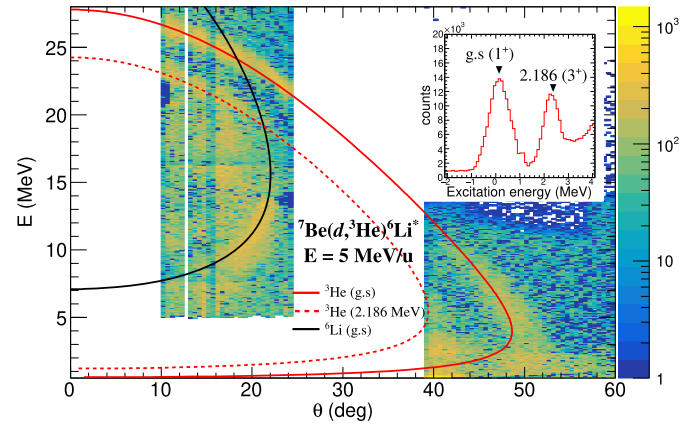 25
20
15
10
5
E (MeV)
0 10 20 30 40 50 60
θ (deg)
⁷Be(d,³He)⁶Li*
E = 5 MeV/u
³He (g.s)
³He (2.186 MeV)
⁶Li (g.s)
×10³
20
18
16
14
12
10
8
6
4
2
0
counts
g.s (1⁺)
2.186 (3⁺)
-2 -1 0 1 2 3 4
Excitation energy (MeV)
10³
10²
10
1